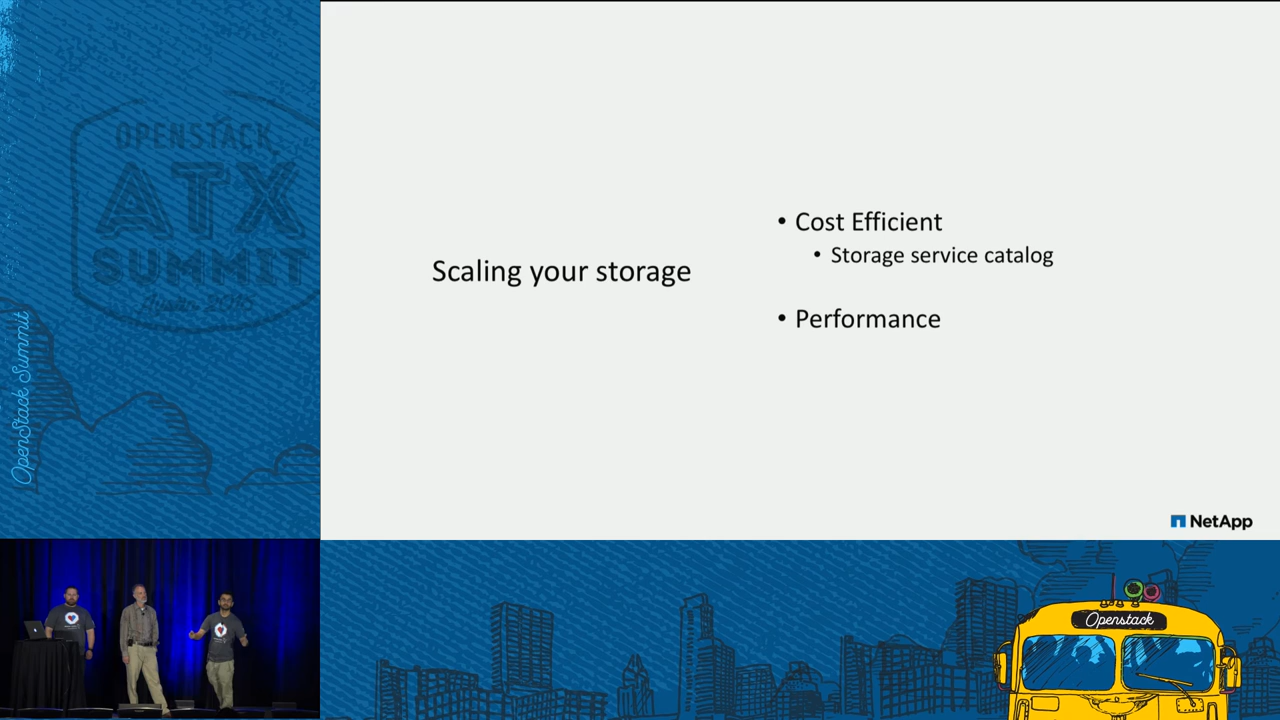 OPENSTACK
ATX
SUMMIT
Austin 2016
OpenStack Summit
Scaling your storage
• Cost Efficient
• Storage service catalog
• Performance
NetApp
Openstack